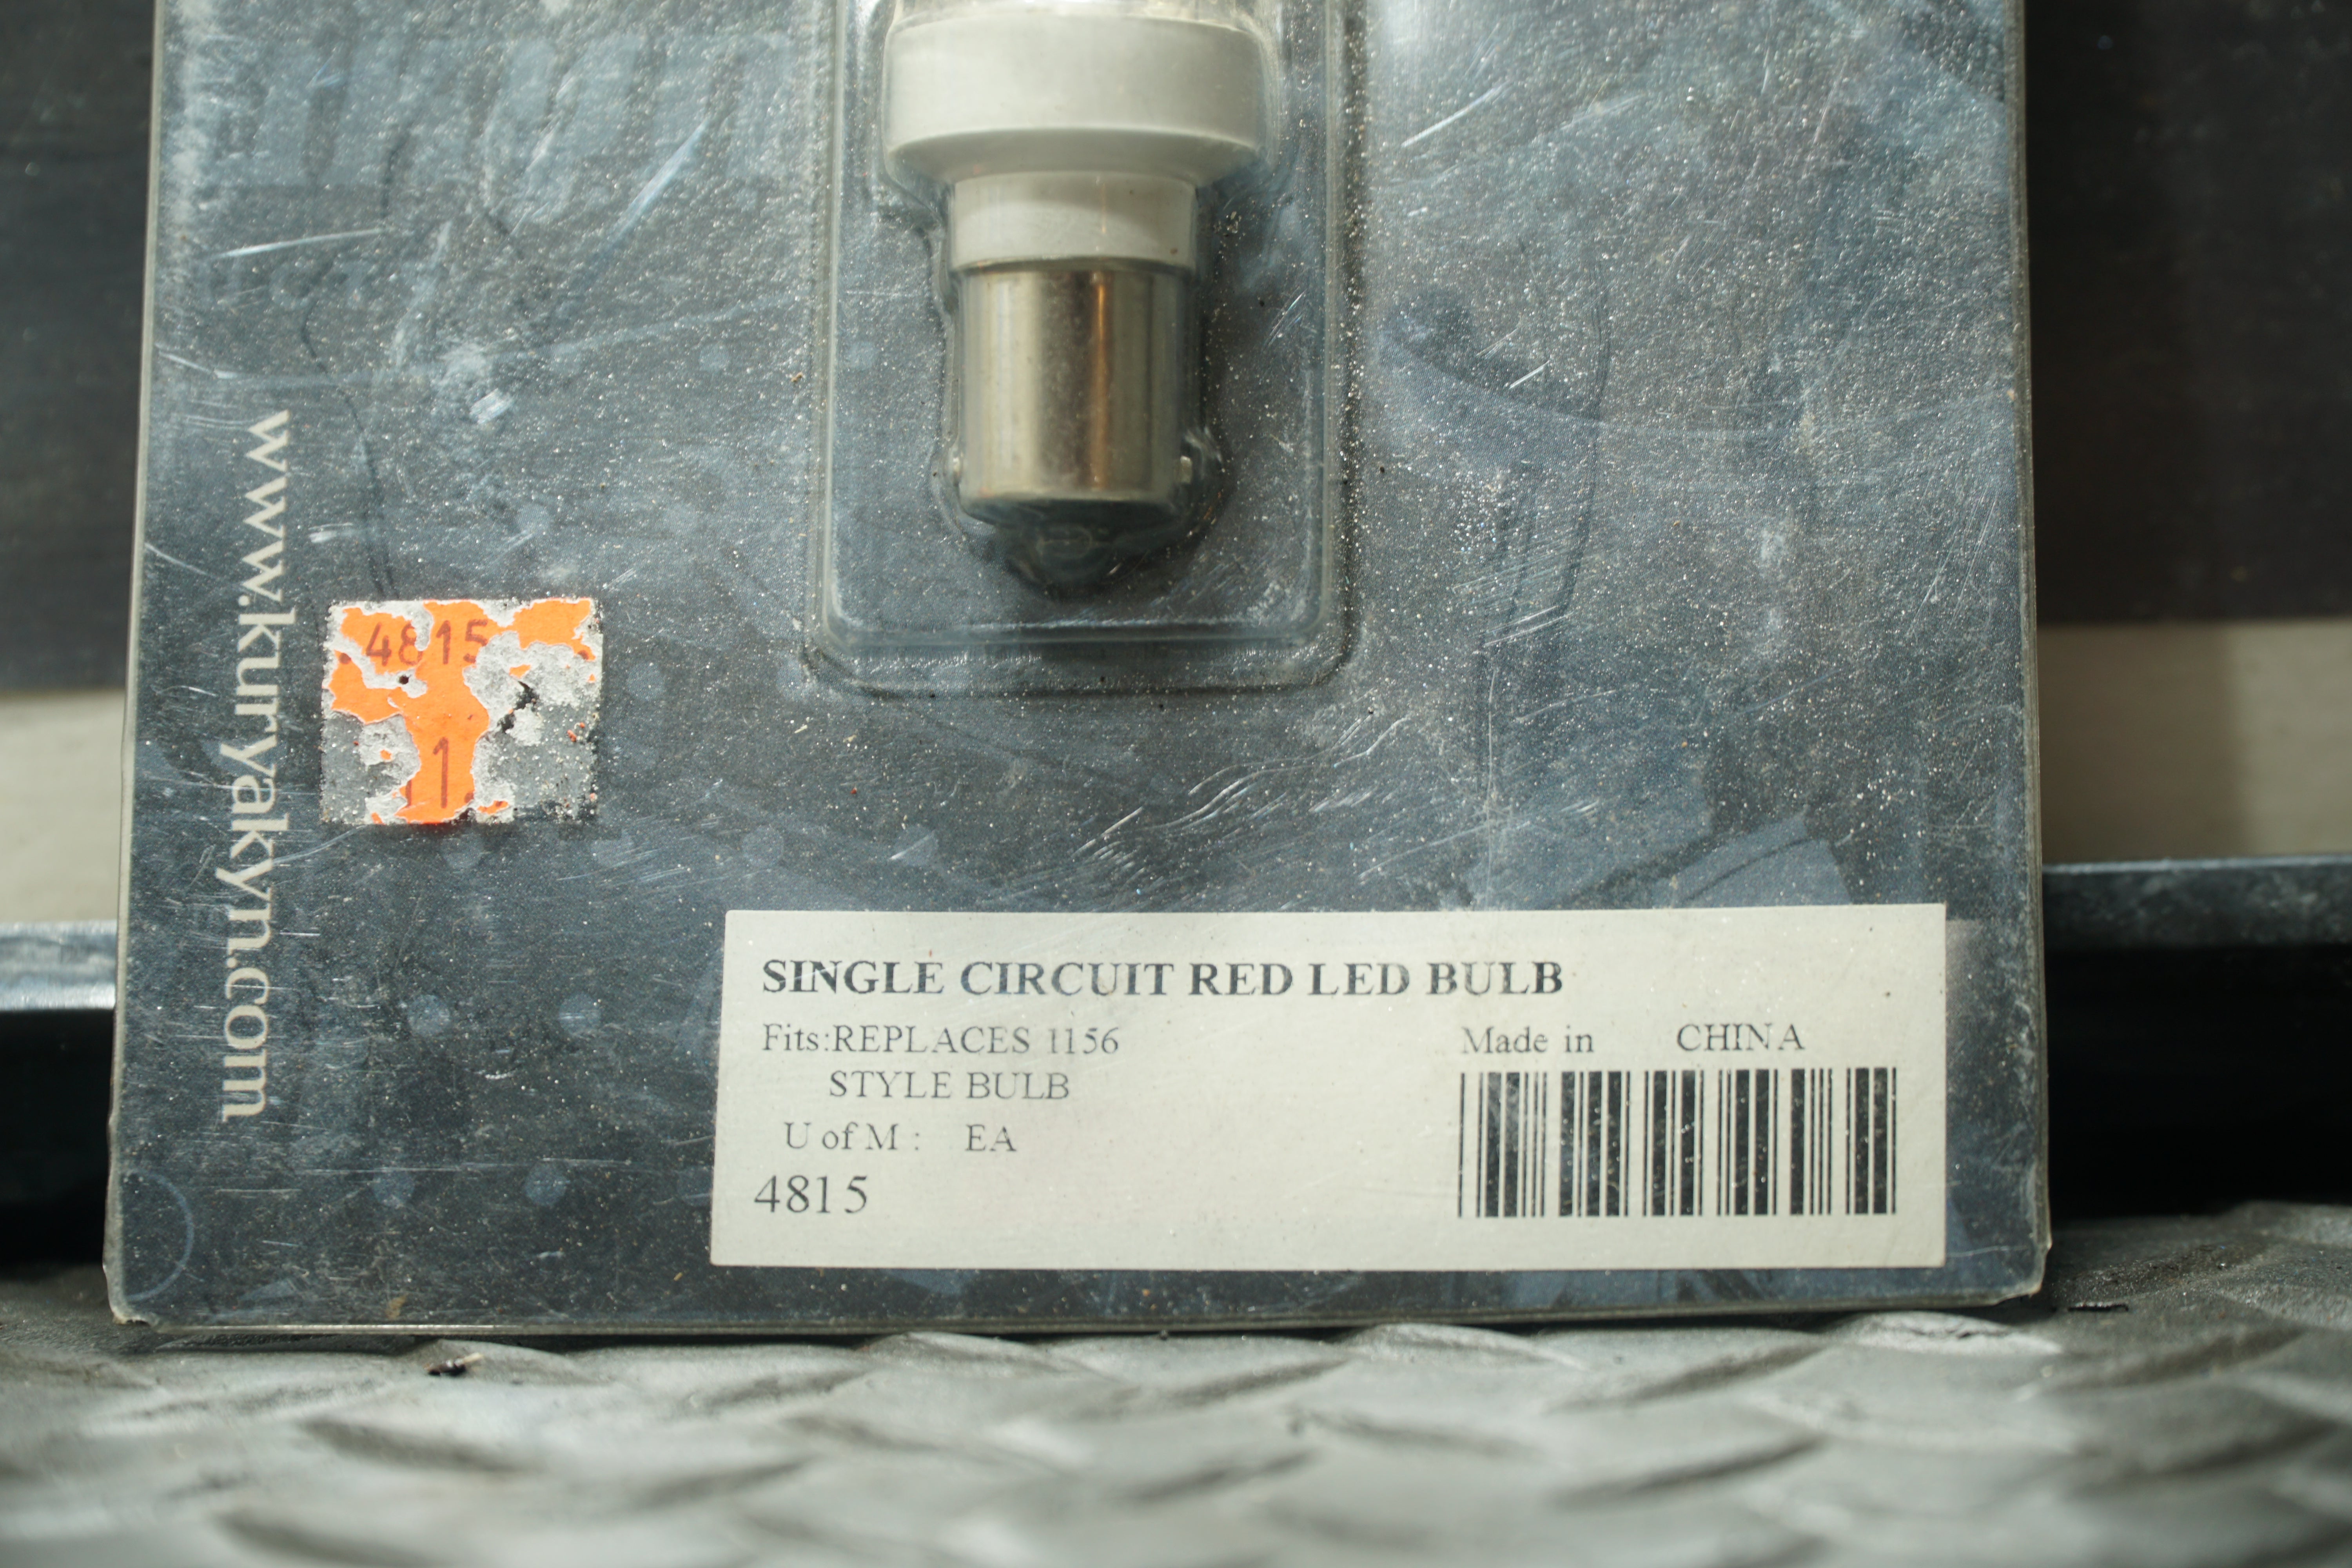 www.kuryakyn.com
4815
1
SINGLE CIRCUIT RED LED BULB
Fits:REPLACES 1156
STYLE BULB
Made in CHINA
U of M : EA
4815